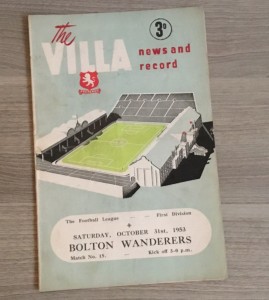 the
VILLA
news and
record
3D
The Football League -- First Division
SATURDAY, OCTOBER 31st, 1953
BOLTON WANDERERS
Match No. 15. Kick off 3-0 p.m.